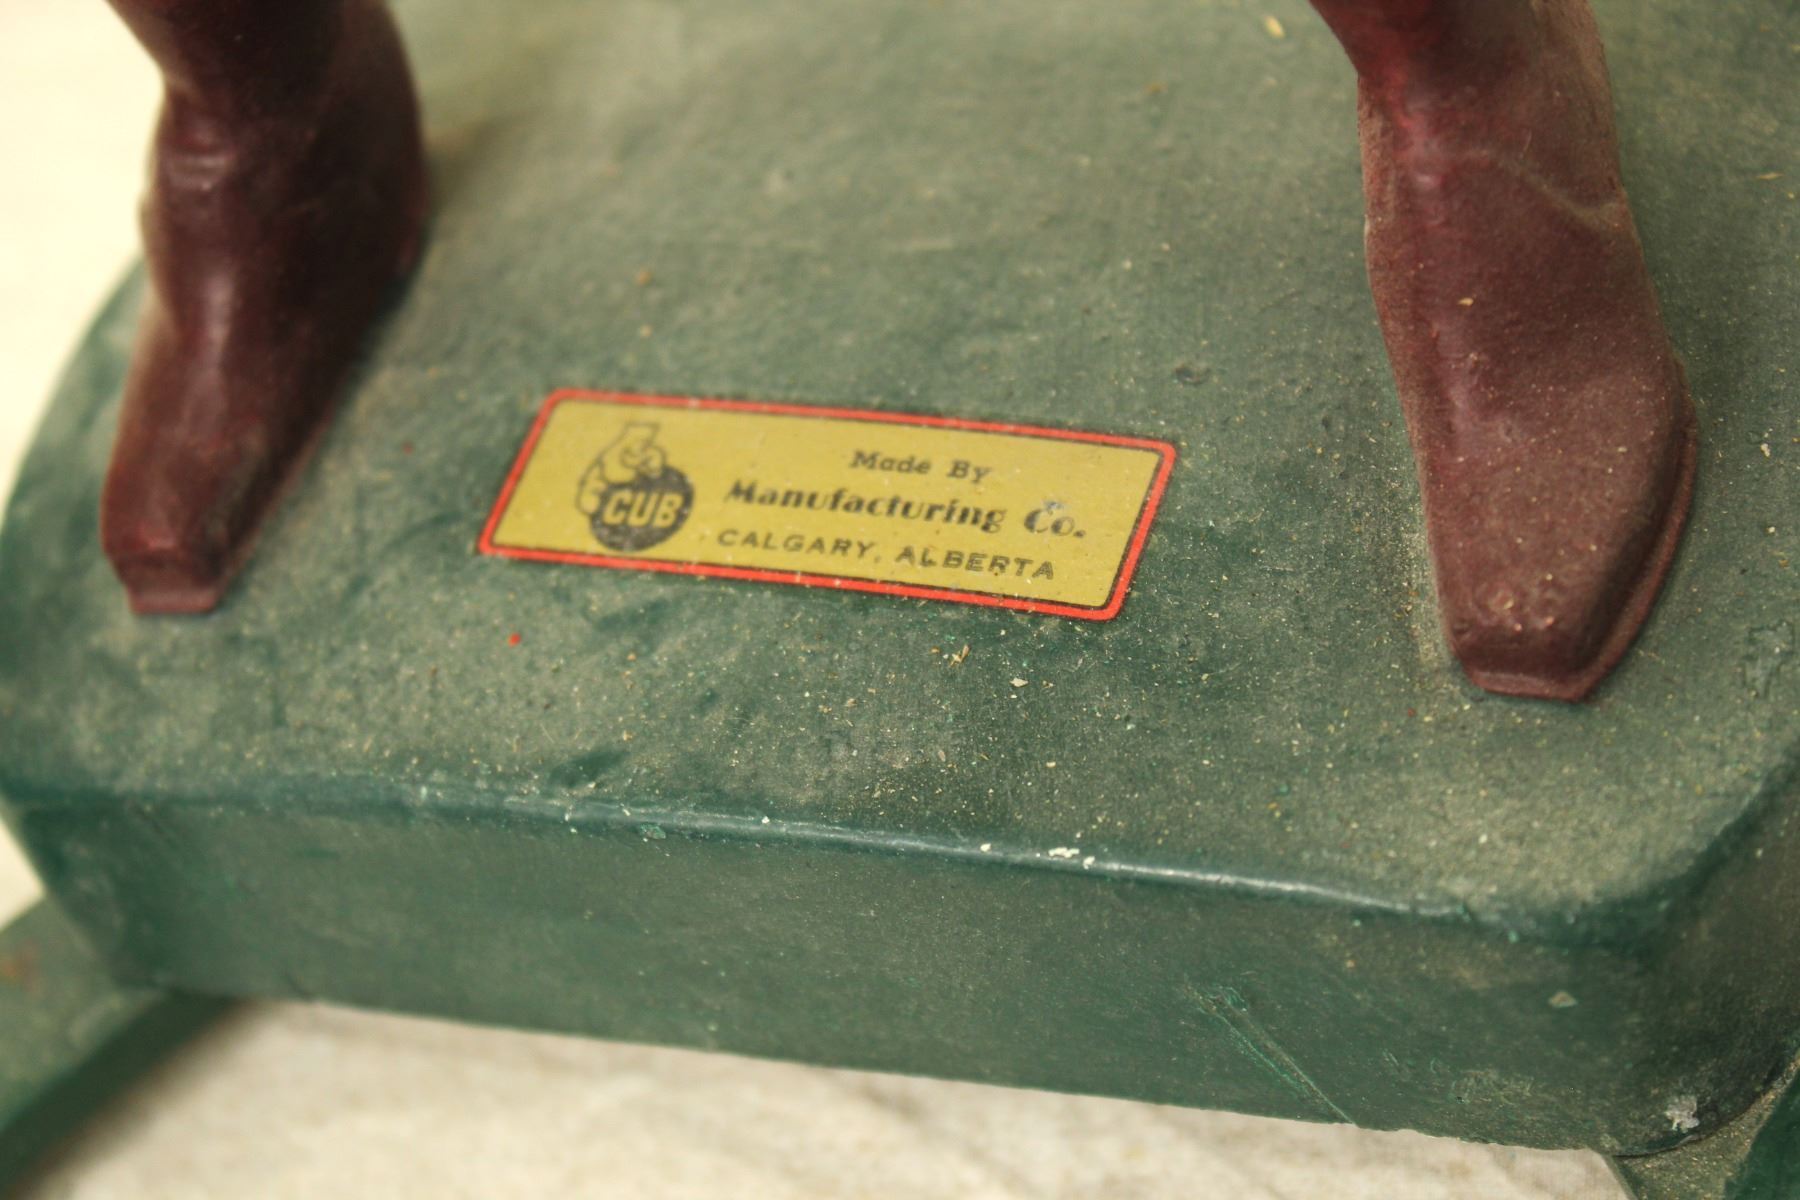 CUB
Made By
Manufacturing Co.
CALGARY, ALBERTA